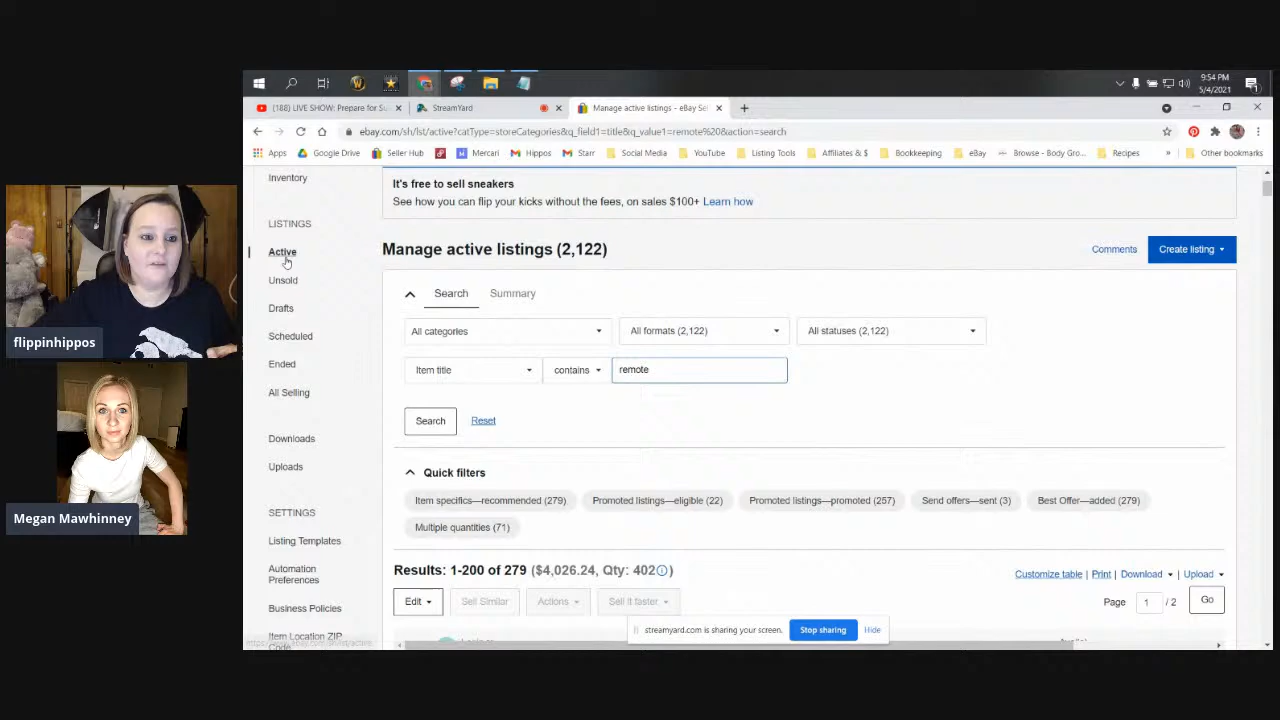 9:54 PM
5/4/2021
(188) LIVE SHOW: Prepare for Su
StreamYard
Manage active listings - eBay Se
ebay.com/sh/lst/active?catType=storeCategories&q_field1=title&q_value1=remote%20&action=search
Apps
Google Drive
Seller Hub
Mercari
Hippos
Starr
Social Media
YouTube
Listing Tools
Affiliates & $
Bookkeeping
eBay
Browse - Body Gro...
Recipes
Other bookmarks
Inventory
LISTINGS
Active
Unsold
Drafts
Scheduled
Ended
All Selling
Downloads
Uploads
SETTINGS
Listing Templates
Automation
Preferences
Business Policies
Item Location ZIP
Code
It's free to sell sneakers
See how you can flip your kicks without the fees, on sales $100+ Learn how
Manage active listings (2,122)
Comments
Create listing
Search
Summary
All categories
All formats (2,122)
All statuses (2,122)
Item title
contains
remote
Search
Reset
Quick filters
Item specifics—recommended (279)
Promoted listings—eligible (22)
Promoted listings—promoted (257)
Send offers—sent (3)
Best Offer—added (279)
Multiple quantities (71)
Results: 1-200 of 279 ($4,026.24, Qty: 402)
Customize table | Print | Download | Upload
Edit
Sell Similar
Actions
Sell it faster
Page 1 / 2
Go
streamyard.com is sharing your screen.
Stop sharing
Hide
flippinhippos
Megan Mawhinney